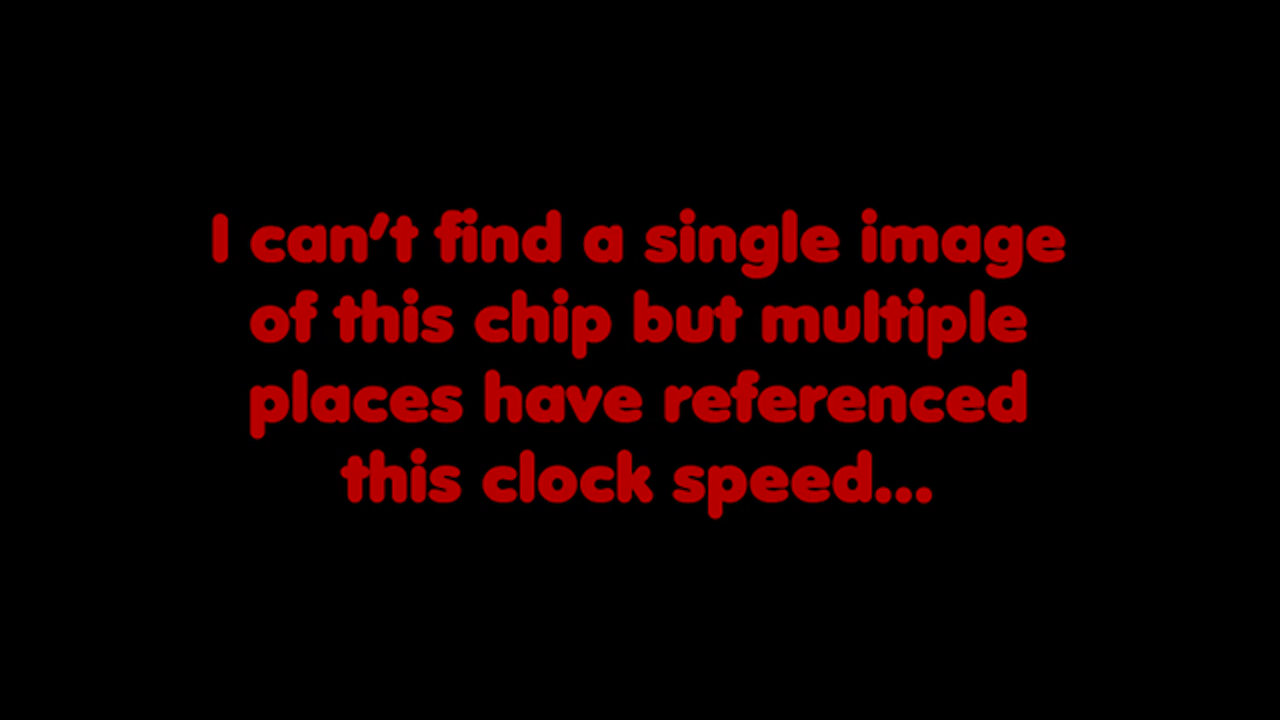 I can't find a single image
of this chip but multiple
places have referenced
this clock speed...